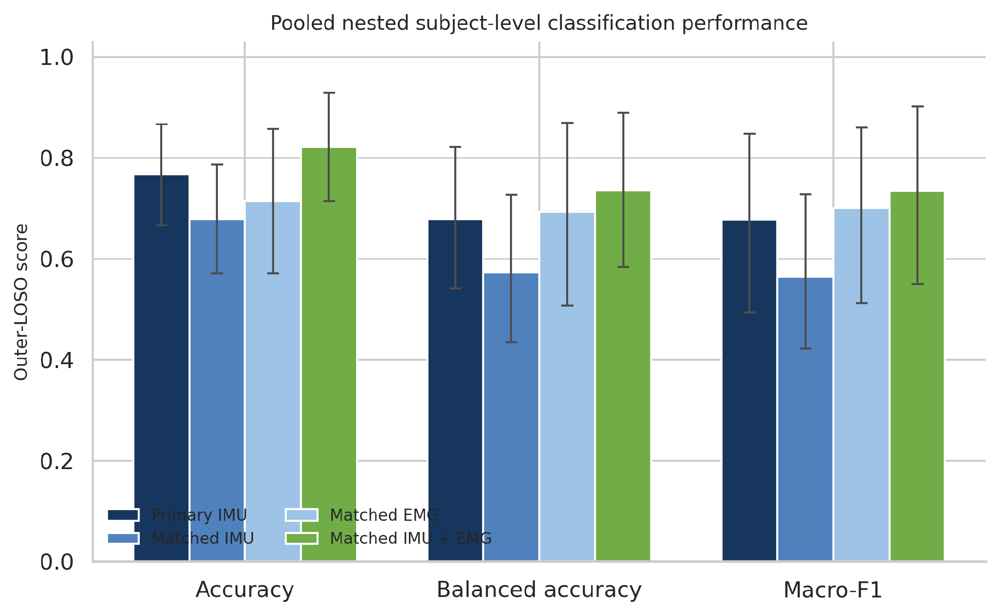 Pooled nested subject-level classification performance
Outer-LOSO score
1.0
0.8
0.6
0.4
0.2
0.0
Primary IMU
Matched IMU
Matched EMG
Matched IMU + EMG
Accuracy
Balanced accuracy
Macro-F1